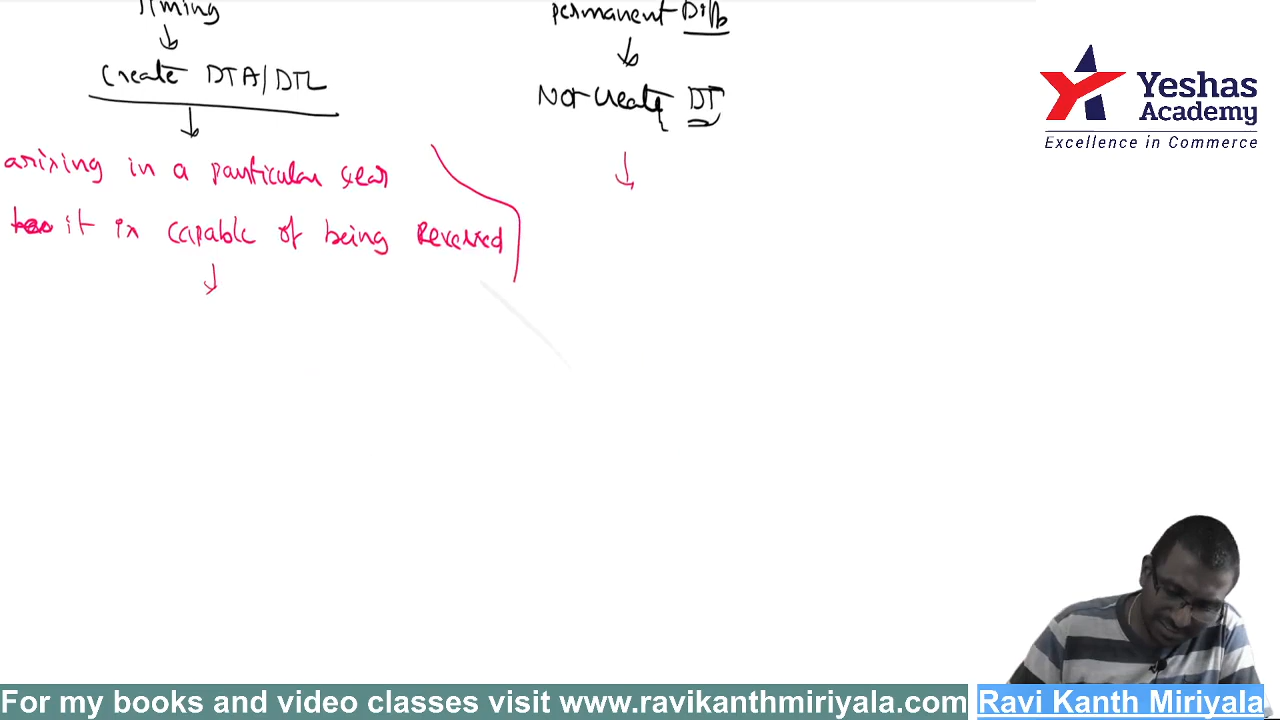 Timing
permanent Diff
Create DTA/DTL
Not create DT
arising in a particular year
it is capable of being Reversed
Yeshas
Academy
Excellence in Commerce
For my books and video classes visit www.ravikanthmiriyala.com Ravi Kanth Miriyala